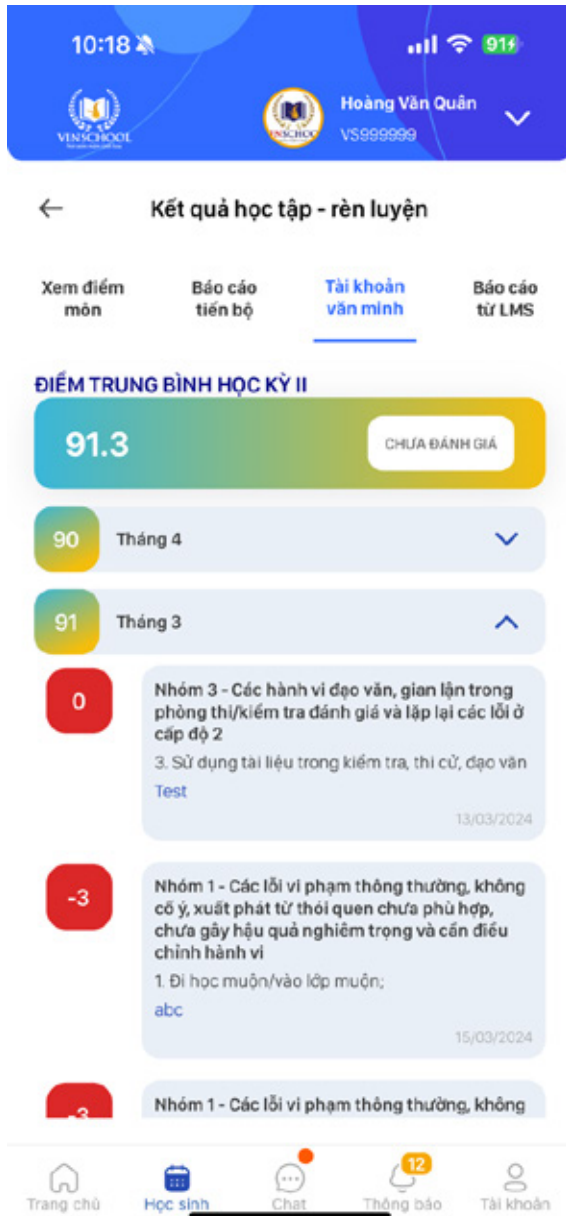 10:18
91
VINSCHOOL
Hoàng Văn Quân
VS999999
Kết quả học tập - rèn luyện
Xem điểm môn
Báo cáo tiến bộ
Tài khoản văn minh
Báo cáo từ LMS
ĐIỂM TRUNG BÌNH HỌC KỲ II
91.3
CHƯA ĐÁNH GIÁ
90
Tháng 4
91
Tháng 3
0
Nhóm 3 - Các hành vi đạo văn, gian lận trong
phòng thi/kiểm tra đánh giá và lặp lại các lỗi ở
cấp độ 2
3. Sử dụng tài liệu trong kiểm tra, thi cử, đạo văn
Test
13/03/2024
-3
Nhóm 1 - Các lỗi vi phạm thông thường, không
cố ý, xuất phát từ thói quen chưa phù hợp,
chưa gây hậu quả nghiêm trọng và cần điều
chỉnh hành vi
1. Đi học muộn/vào lớp muộn;
abc
15/03/2024
-3
Nhóm 1 - Các lỗi vi phạm thông thường, không
Trang chủ
Học sinh
Chat
12
Thông báo
Tài khoản